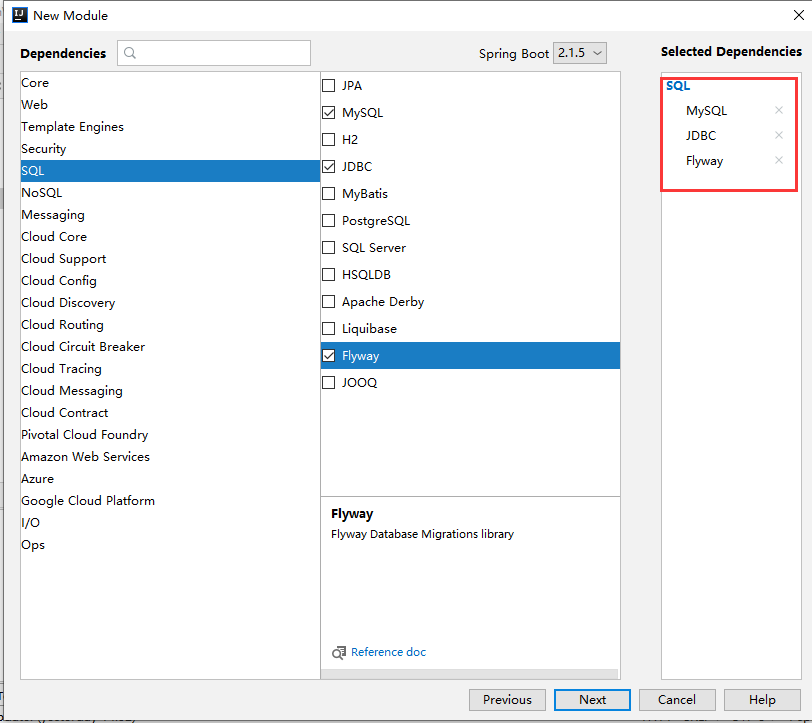 New Module
Dependencies
Spring Boot 2.1.5
Selected Dependencies
Core
Web
Template Engines
Security
SQL
NoSQL
Messaging
Cloud Core
Cloud Support
Cloud Config
Cloud Discovery
Cloud Routing
Cloud Circuit Breaker
Cloud Tracing
Cloud Messaging
Cloud Contract
Pivotal Cloud Foundry
Amazon Web Services
Azure
Google Cloud Platform
I/O
Ops
JPA
MySQL
H2
JDBC
MyBatis
PostgreSQL
SQL Server
HSQLDB
Apache Derby
Liquibase
Flyway
JOOQ
Flyway
Flyway Database Migrations library
Reference doc
SQL
MySQL
JDBC
Flyway
Previous
Next
Cancel
Help